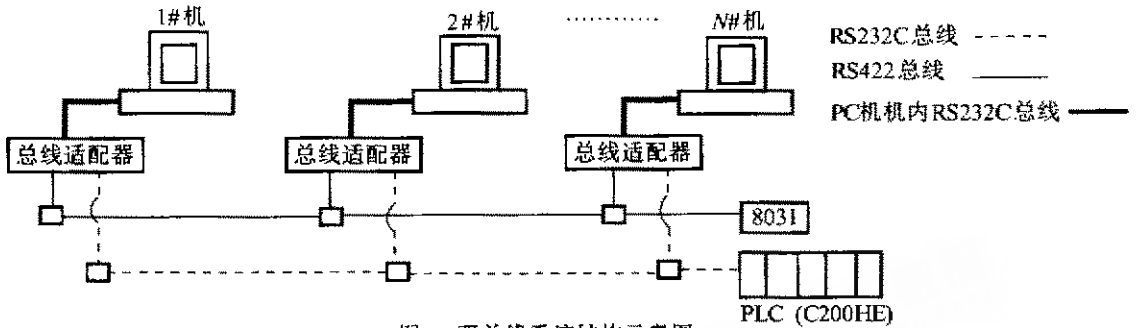 1#机
2#机
············
N#机
RS232C总线
RS422总线
PC机机内RS232C总线
总线适配器
总线适配器
总线适配器
8031
PLC (C200HE)